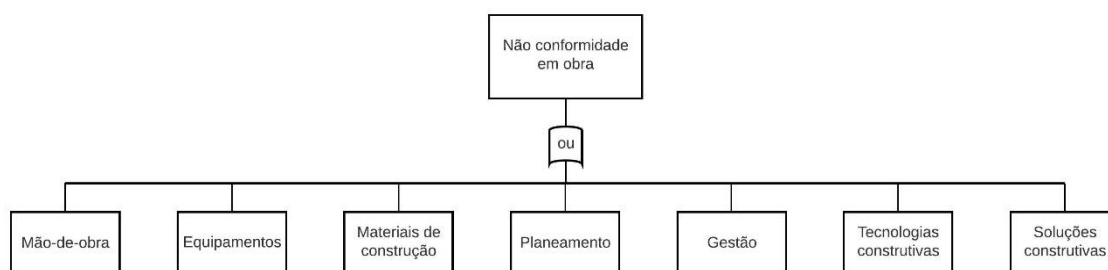 Não conformidade
em obra
ou
Mão-de-obra
Equipamentos
Materiais de
construção
Planeamento
Gestão
Tecnologias
construtivas
Soluções
construtivas